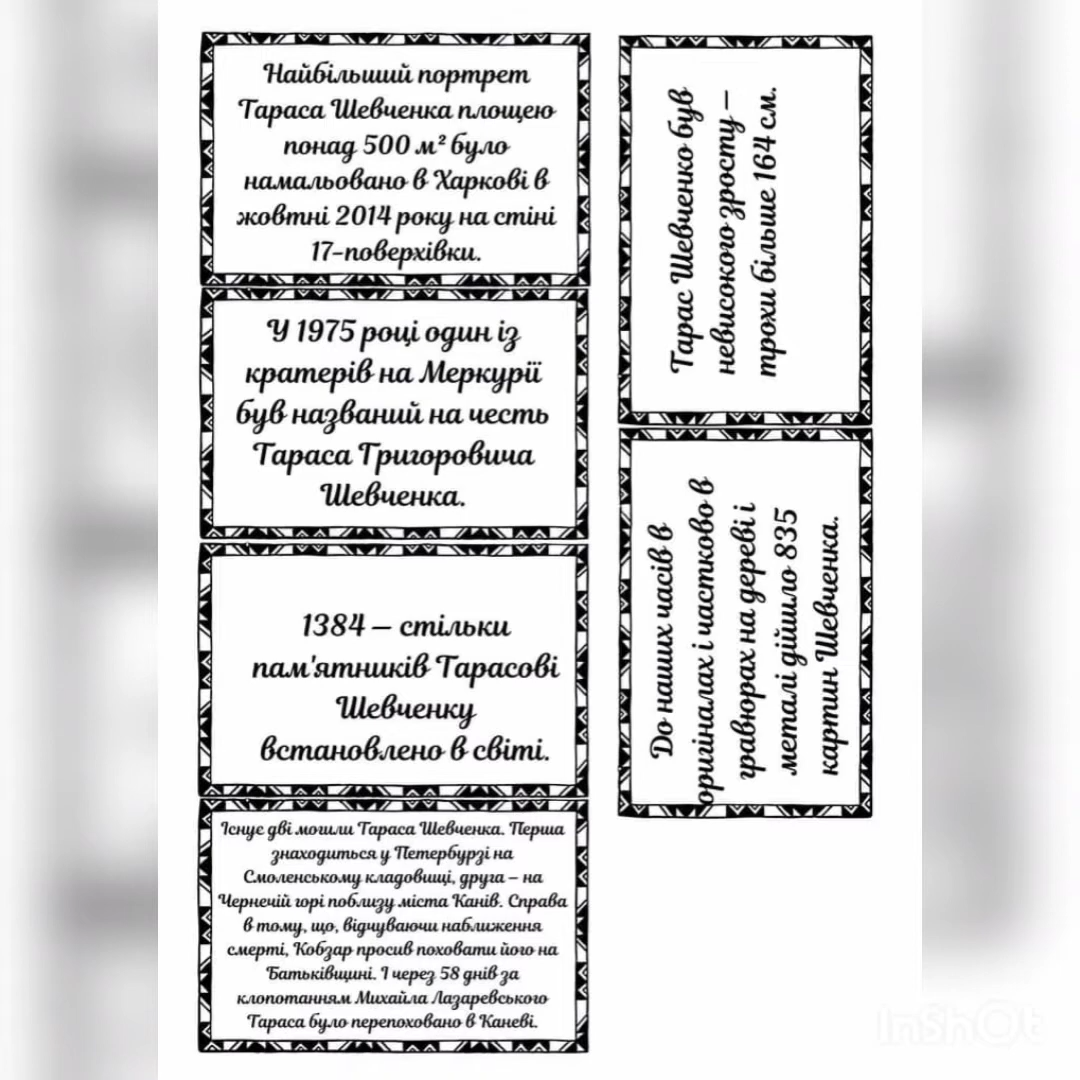 Найбільший портрет
Тараса Шевченка площею
понад 500 м² було
намальовано в Харкові в
жовтні 2014 року на стіні
17-поверхівки.
У 1975 році один із
кратерів на Меркурії
був названий на честь
Тараса Григоровича
Шевченка.
1384 – стільки
пам'ятників Тарасові
Шевченку
встановлено в світі.
Існує дві могили Тараса Шевченка. Перша
знаходиться у Петербурзі на
Смоленському кладовищі, друга – на
Чернечій горі поблизу міста Канів. Справа
в тому, що, відчуваючи наближення
смерті, Кобзар просив поховати його на
Батьківщині. І через 58 днів за
клопотанням Михайла Лазаревського
Тараса було перепоховано в Каневі.
Тарас Шевченко був
невисокого зросту –
трохи більше 164 см.
До наших часів в
оригіналах і частково в
гравюрах на дереві і
металі дійшло 835
картин Шевченка.
InShOt